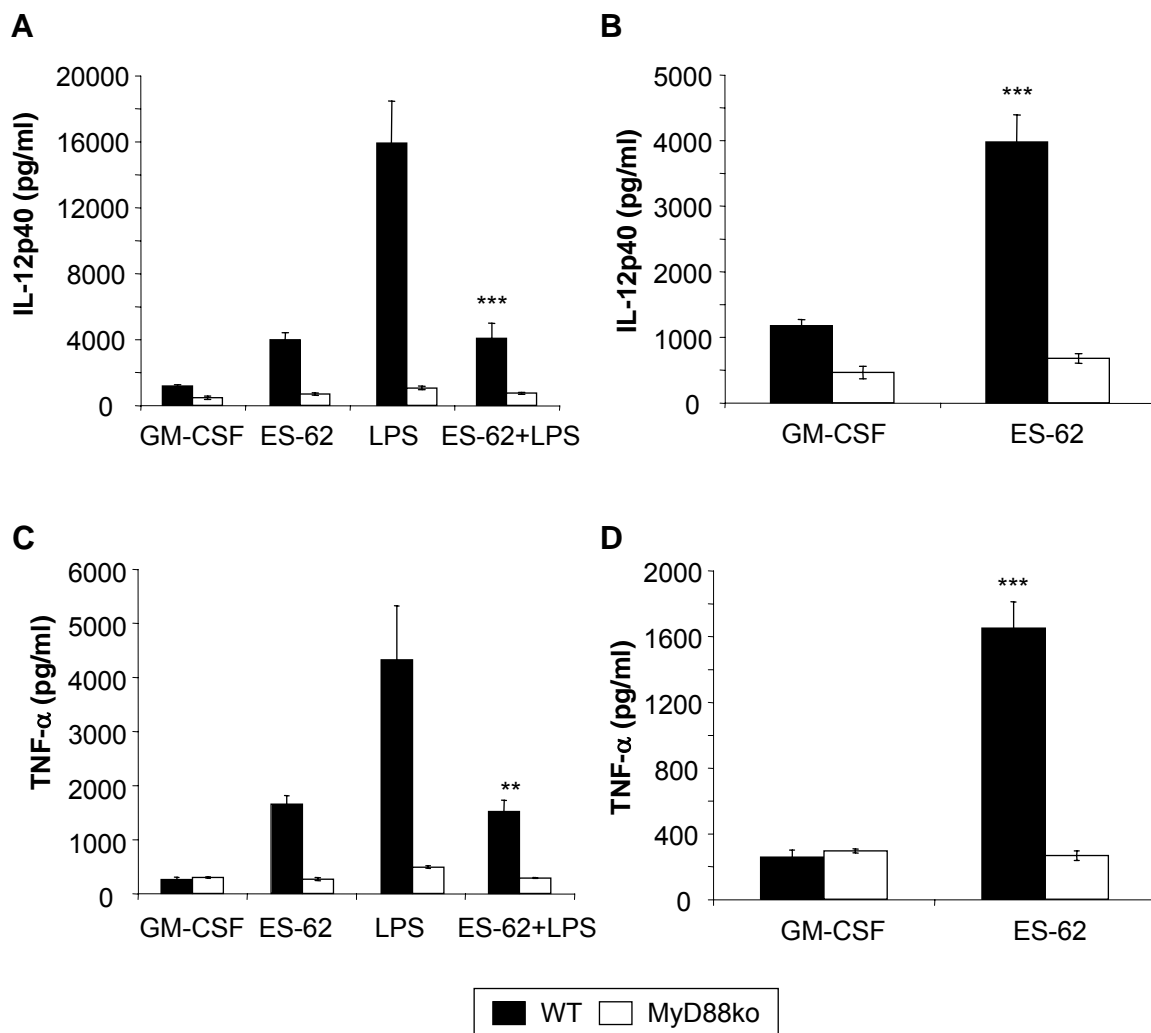 A
IL-12p40 (pg/ml)
20000
16000
12000
8000
4000
0
***
GM-CSF ES-62 LPS ES-62+LPS
B
IL-12p40 (pg/ml)
5000
4000
3000
2000
1000
0
***
GM-CSF ES-62
C
TNF-α (pg/ml)
6000
5000
4000
3000
2000
1000
0
**
GM-CSF ES-62 LPS ES-62+LPS
D
TNF-α (pg/ml)
2000
1600
1200
800
400
0
***
GM-CSF ES-62
WT MyD88ko